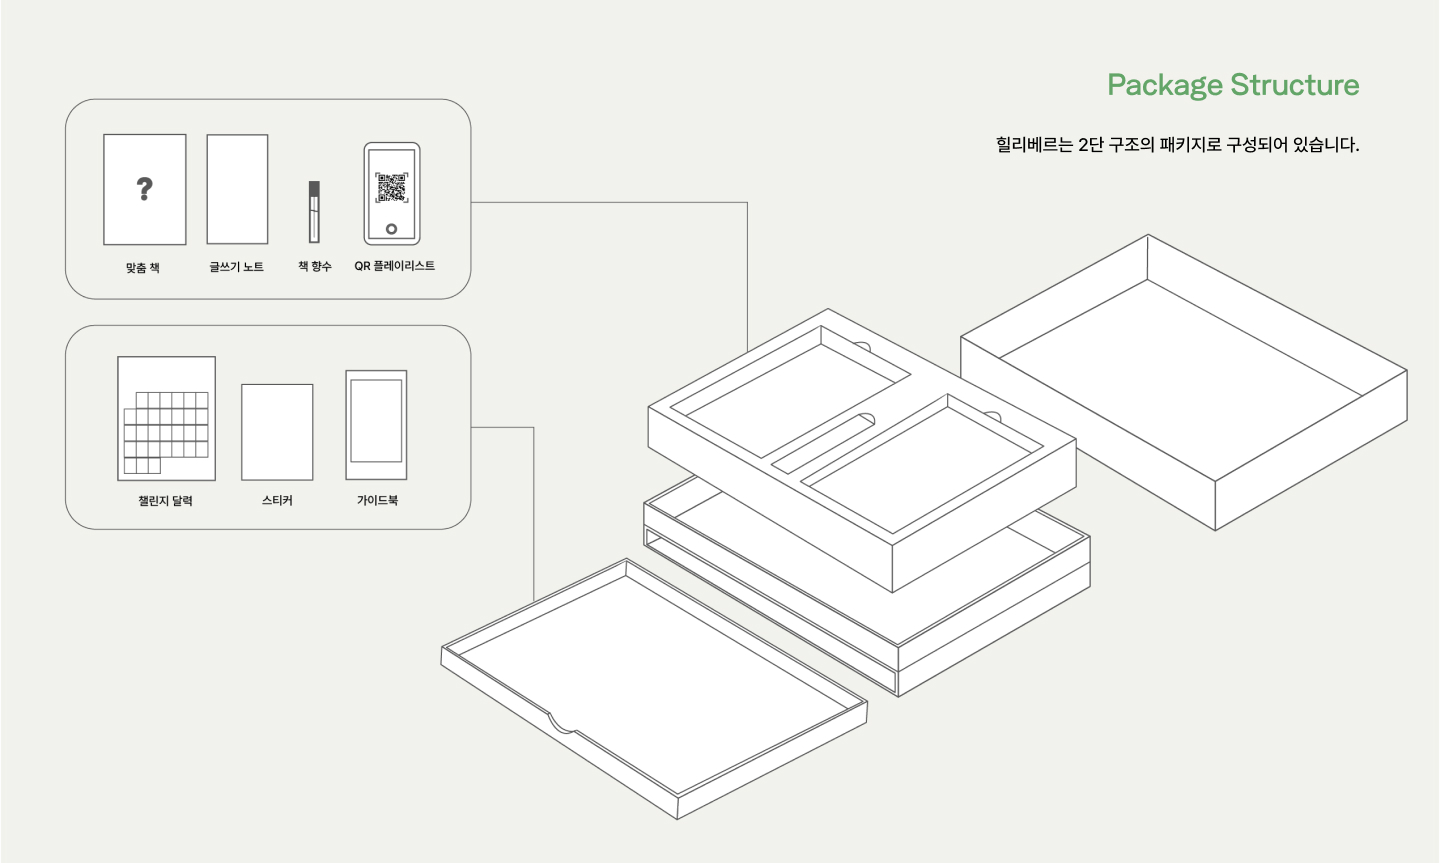 Package Structure
힐리베르는 2단 구조의 패키지로 구성되어 있습니다.
?
맞춤 책
글쓰기 노트
책 향수
QR 플레이리스트
챌린지 달력
스티커
가이드북